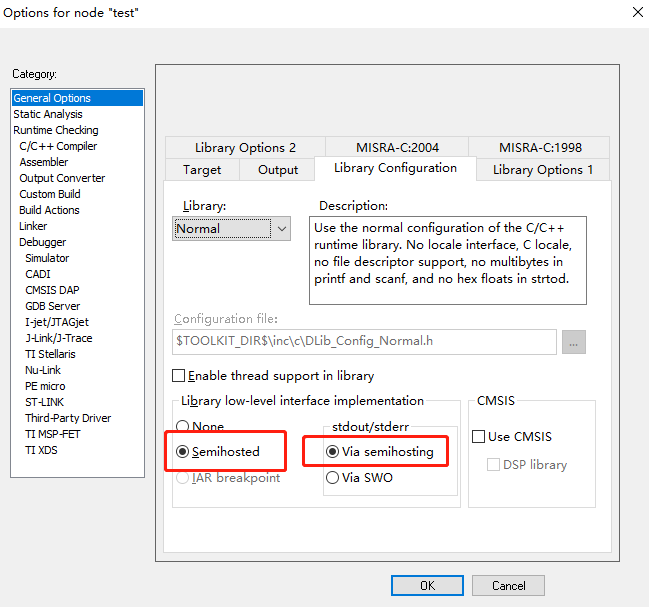 Options for node "test"
Category:
General Options
Static Analysis
Runtime Checking
C/C++ Compiler
Assembler
Output Converter
Custom Build
Build Actions
Linker
Debugger
Simulator
CADI
CMSIS DAP
GDB Server
I-jet/JTAGjet
J-Link/J-Trace
TI Stellaris
Nu-Link
PE micro
ST-LINK
Third-Party Driver
TI MSP-FET
TI XDS
Library Options 2 MISRA-C:2004 MISRA-C:1998
Target Output Library Configuration Library Options 1
Library: Description:
Normal
Use the normal configuration of the C/C++
runtime library. No locale interface, C locale,
no file descriptor support, no multibytes in
printf and scanf, and no hex floats in strtod.
Configuration file:
$TOOLKIT_DIR$\inc\c\DLib_Config_Normal.h ...
Enable thread support in library
Library low-level interface implementation
None
Semihosted
IAR breakpoint
stdout/stderr
Via semihosting
Via SWO
CMSIS
Use CMSIS
DSP library
OK Cancel